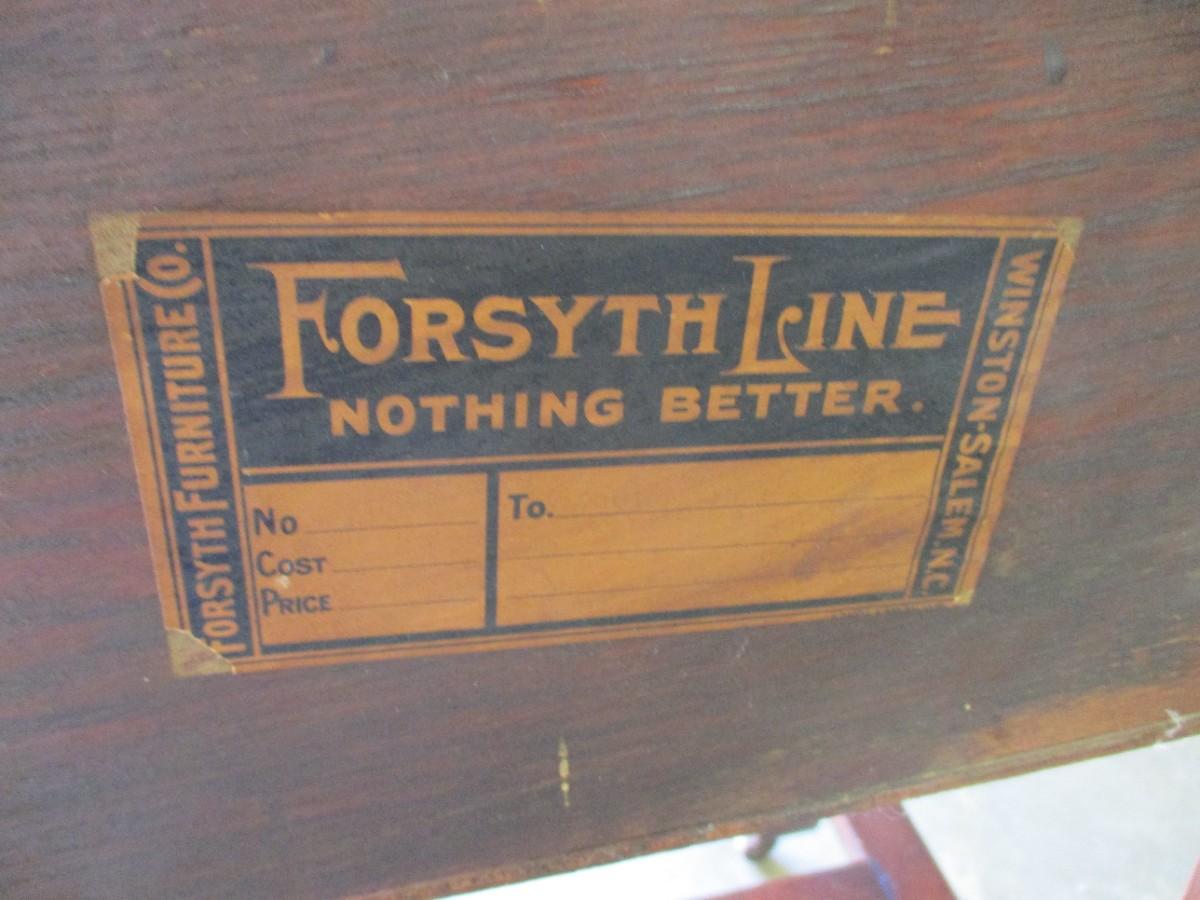 FORSYTH FURNITURE CO.
FORSYTH LINE
NOTHING BETTER.
No
COST
PRICE
To.
WINSTON-SALEM, N.C.